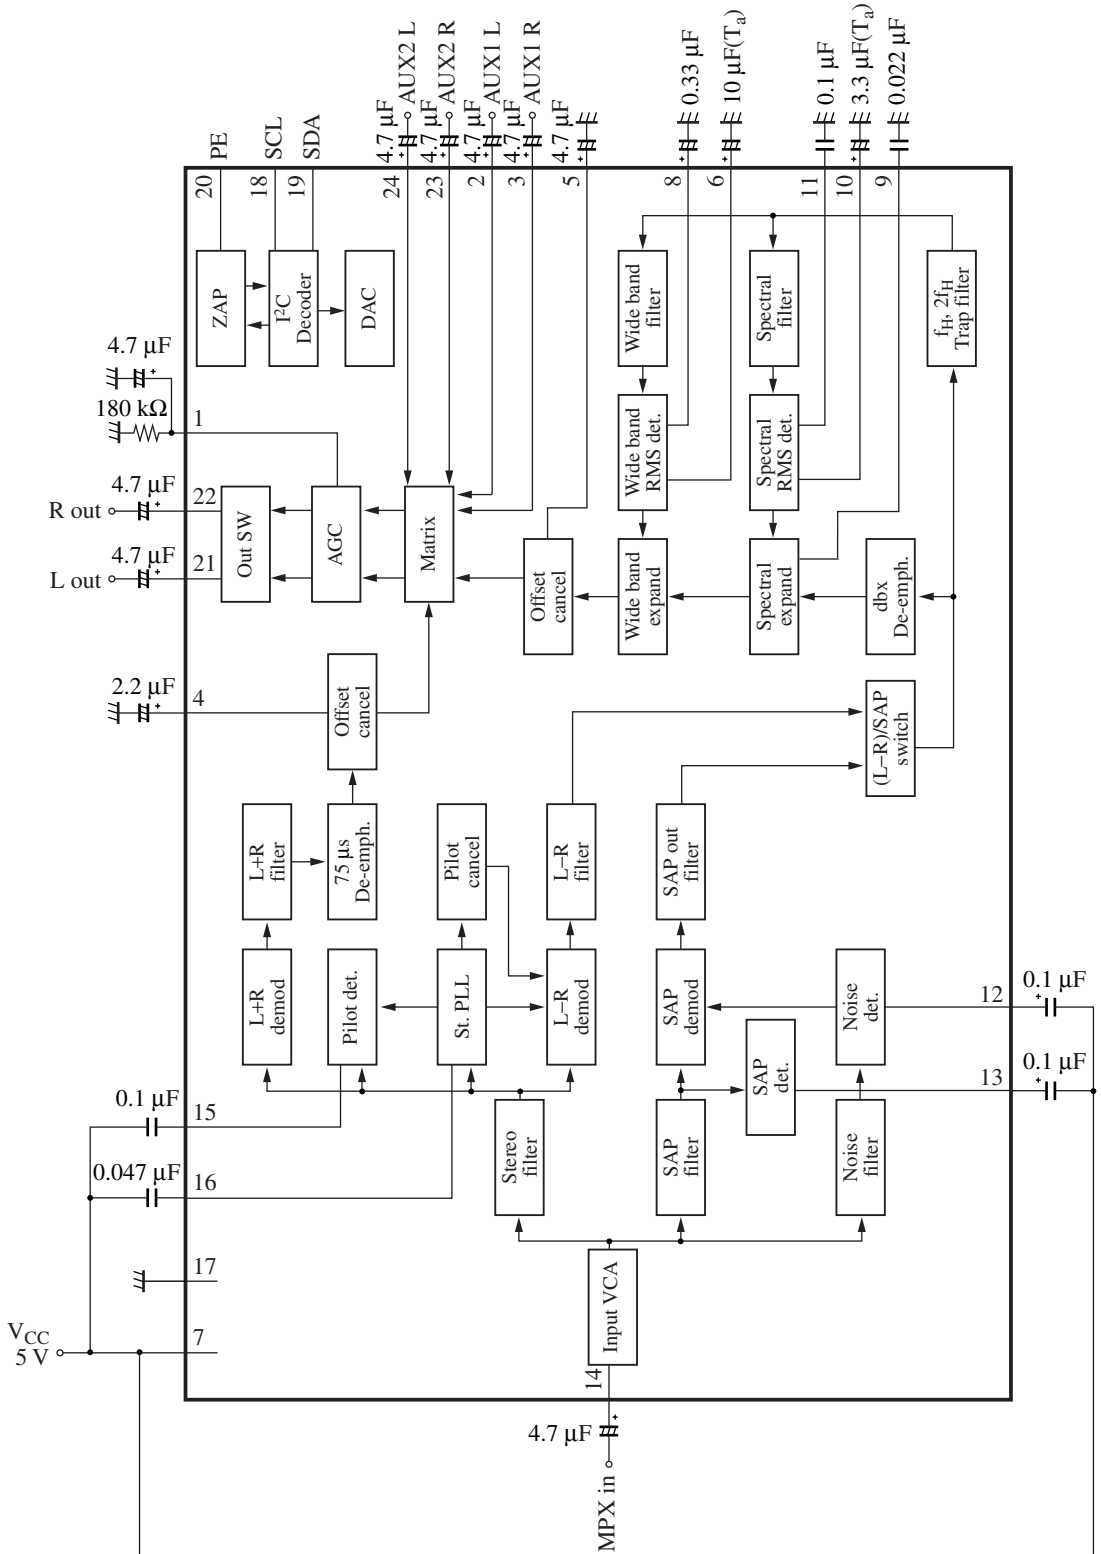 PE
20
SCL
18
SDA
19
4.7 µF
AUX2 L
24
4.7 µF
AUX2 R
23
4.7 µF
AUX1 L
2
4.7 µF
AUX1 R
3
4.7 µF
5
0.33 µF
8
10 µF(Ta)
6
0.1 µF
11
3.3 µF(Ta)
10
0.022 µF
9
ZAP
I²C
Decoder
DAC
Wide band
filter
Spectral
filter
fH, 2fH
Trap filter
4.7 µF
180 kΩ
1
Wide band
RMS det.
Spectral
RMS det.
4.7 µF
R out
22
4.7 µF
L out
21
Out SW
AGC
Matrix
Offset
cancel
Wide band
expand
Spectral
expand
dbx
De-emph.
2.2 µF
4
Offset
cancel
(L−R)/SAP
switch
L+R
filter
75 µs
De-emph.
Pilot
cancel
L−R
filter
SAP out
filter
L+R
demod
Pilot det.
St. PLL
L−R
demod
SAP
demod
Noise
det.
12
0.1 µF
SAP
det.
13
0.1 µF
0.1 µF
15
0.047 µF
16
Stereo
filter
SAP
filter
Noise
filter
17
VCC
5 V
7
Input VCA
14
4.7 µF
MPX in